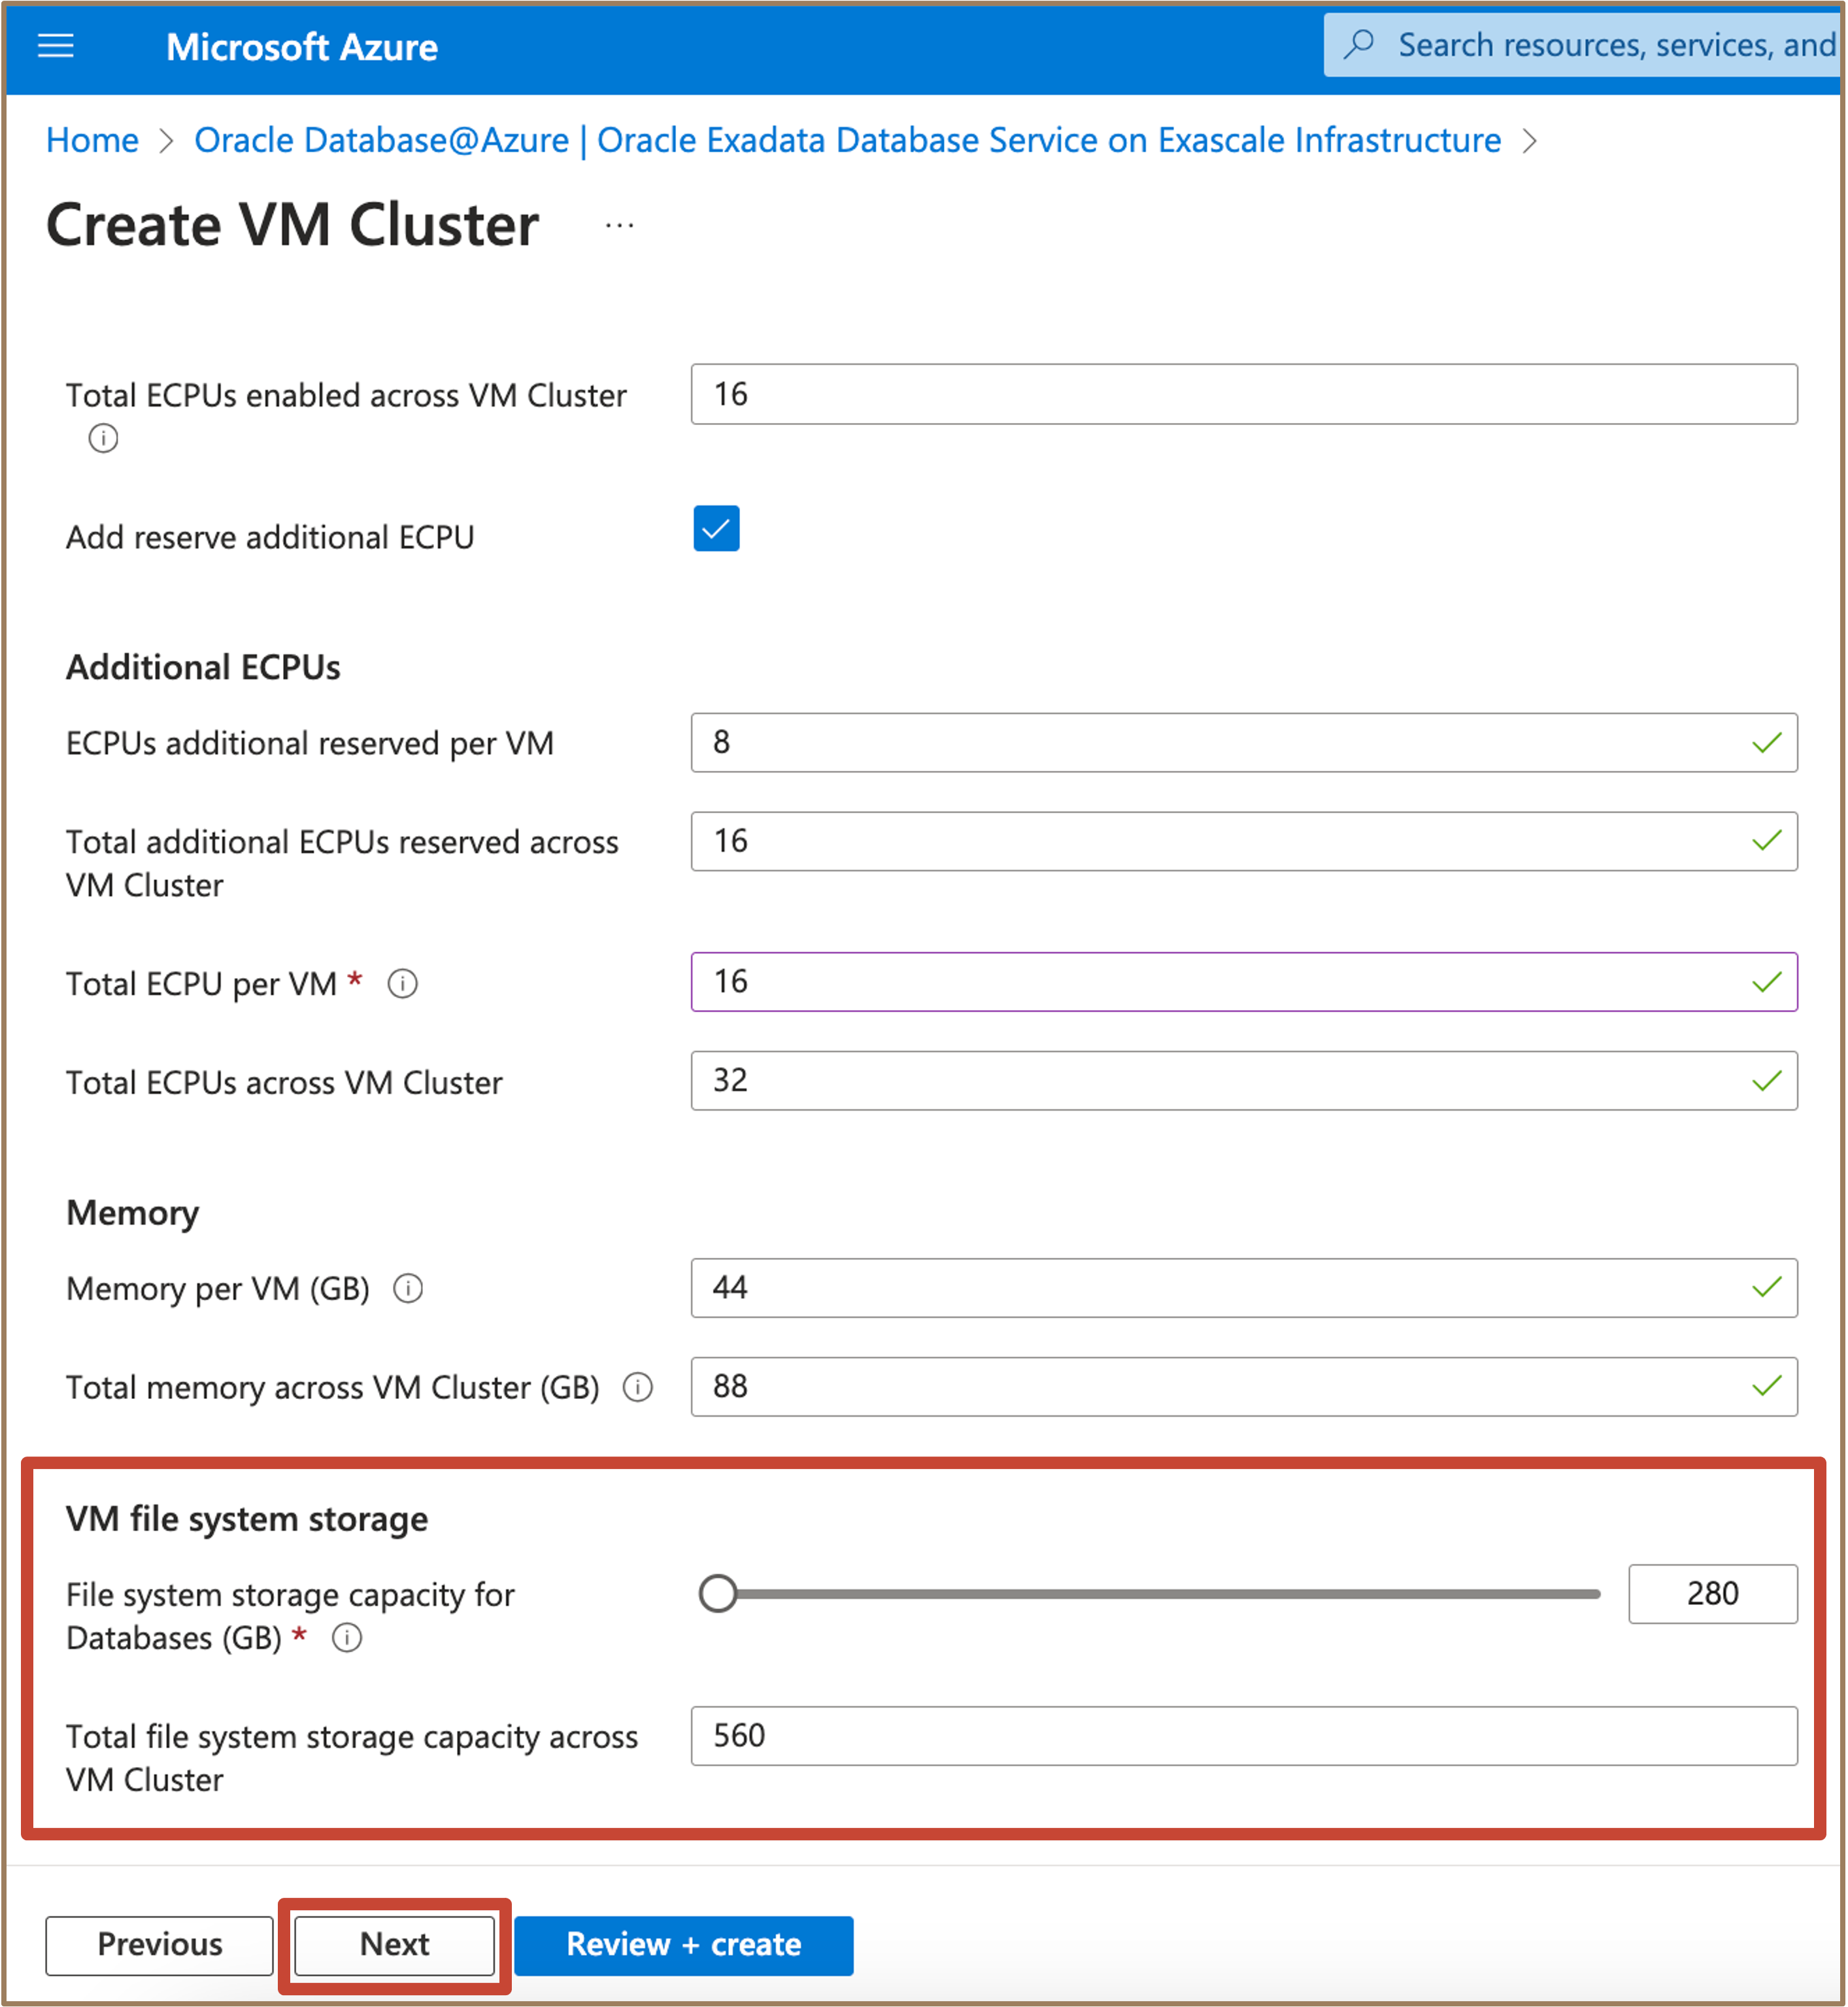 Microsoft Azure
Search resources, services, and
Home > Oracle Database@Azure | Oracle Exadata Database Service on Exascale Infrastructure >
Create VM Cluster ...
Total ECPUs enabled across VM Cluster
16
Add reserve additional ECPU
Additional ECPUs
ECPUs additional reserved per VM
8
Total additional ECPUs reserved across
VM Cluster
16
Total ECPU per VM *
16
Total ECPUs across VM Cluster
32
Memory
Memory per VM (GB)
44
Total memory across VM Cluster (GB)
88
VM file system storage
File system storage capacity for
Databases (GB) *
280
Total file system storage capacity across
VM Cluster
560
Previous
Next
Review + create